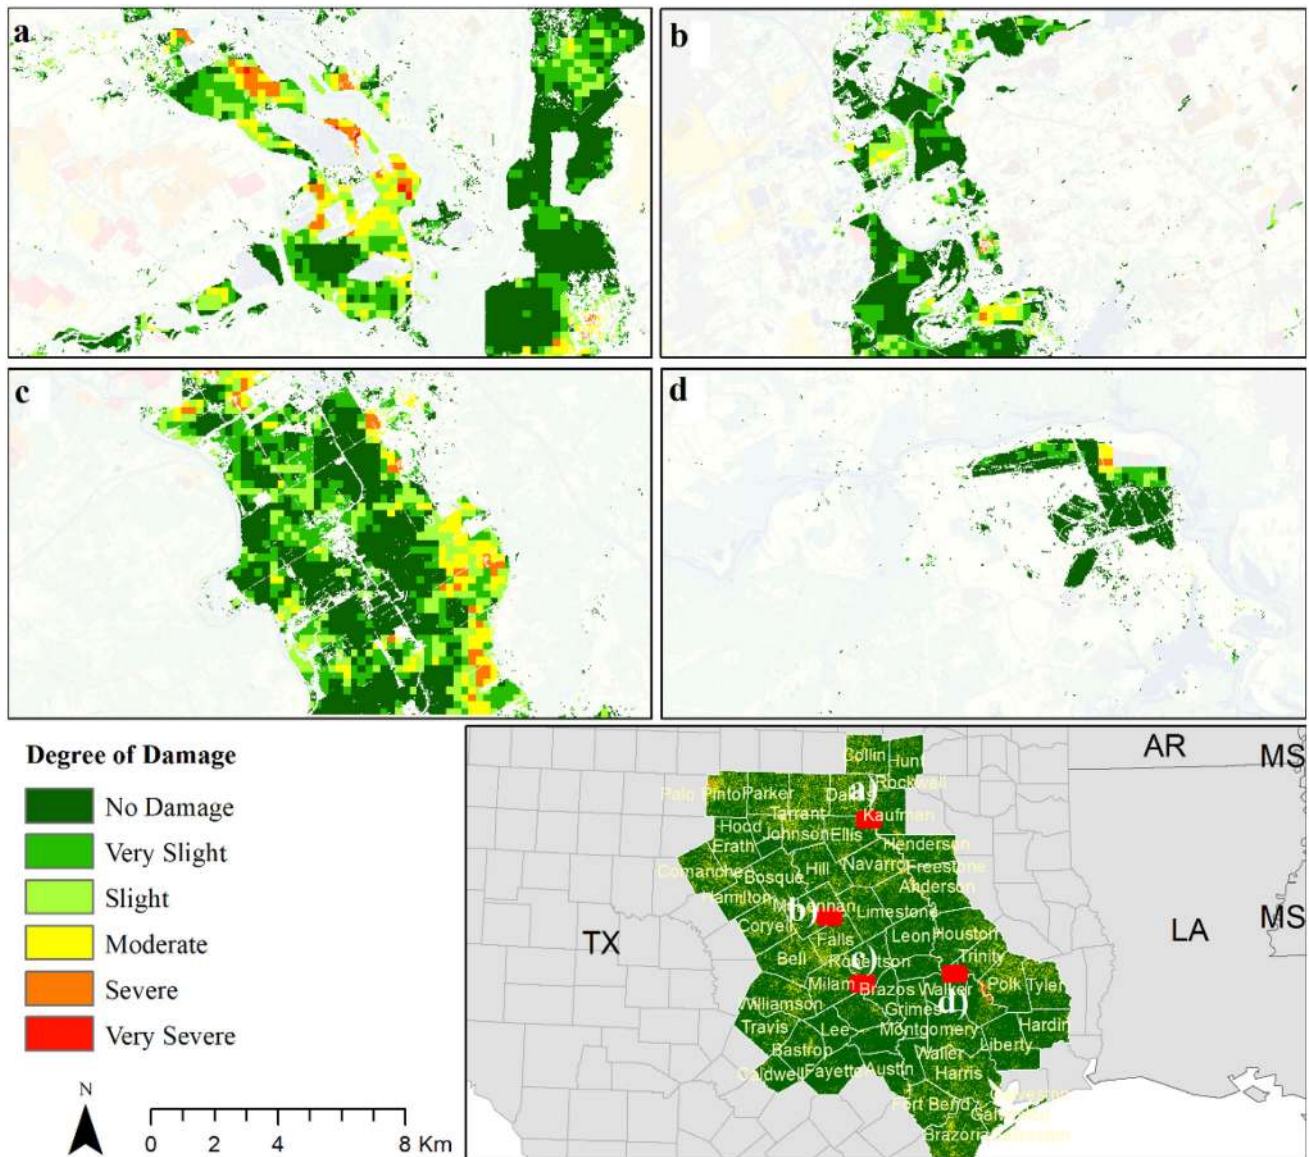 a
b
c
d
Degree of Damage
No Damage
Very Slight
Slight
Moderate
Severe
Very Severe
N
0 2 4 8 Km
AR
MS
TX
LA
MS
Collin
Hunt
Rockwall
Palo Pinto
Parker
Dallas
a)
Tarrant
Kaufman
Hood
Johnson
Ellis
Erath
Henderson
Comanche
Bosque
Hill
Navarro
Freestone
Anderson
Hamilton
McLennan
b)
Limestone
Coryell
Falls
Leon
Houston
Bell
Robertson
c)
Trinity
Milam
Brazos
Walker
Polk
Tyler
Williamson
Grimes
d)
Travis
Lee
Montgomery
Hardin
Bastrop
Waller
Liberty
Caldwell
Fayette
Austin
Harris
Fort Bend
Brazoria